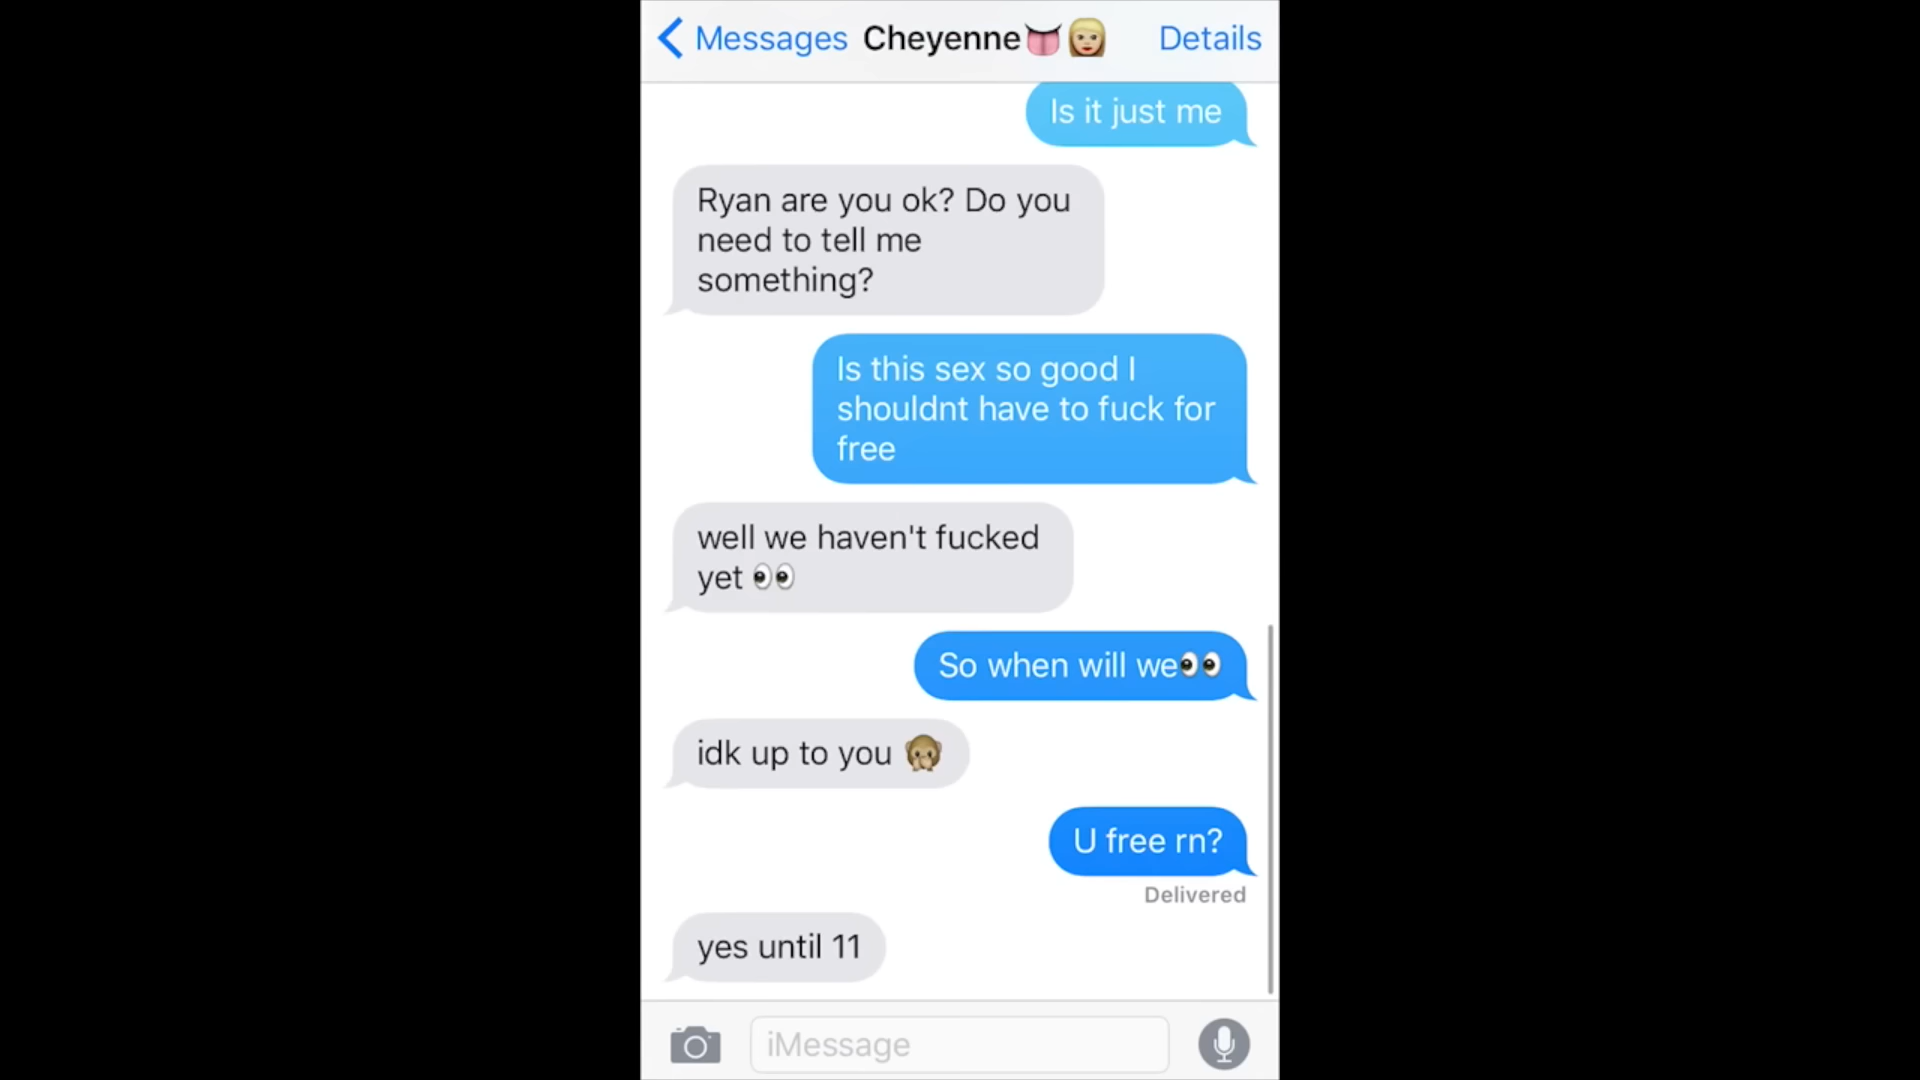 Messages Cheyenne👅👩🏼 Details
Is it just me
Ryan are you ok? Do you
need to tell me
something?
Is this sex so good I
shouldnt have to fuck for
free
well we haven't fucked
yet 👀
So when will we👀
idk up to you 🙊
U free rn?
Delivered
yes until 11
iMessage